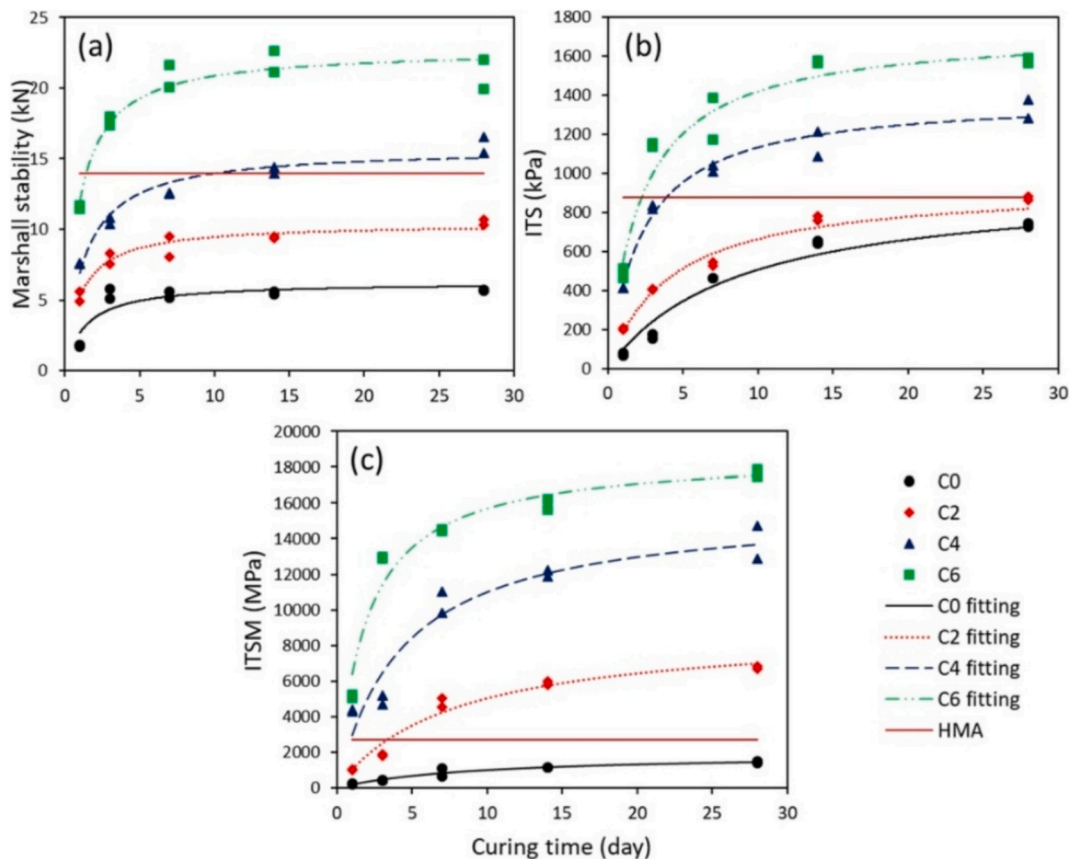 (a)
Marshall stability (kN)
25
20
15
10
5
0
0 5 10 15 20 25 30
(b)
ITS (kPa)
1800
1600
1400
1200
1000
800
600
400
200
0
0 5 10 15 20 25 30
(c)
ITSM (MPa)
20000
18000
16000
14000
12000
10000
8000
6000
4000
2000
0
0 5 10 15 20 25 30
Curing time (day)
C0
C2
C4
C6
C0 fitting
C2 fitting
C4 fitting
C6 fitting
HMA